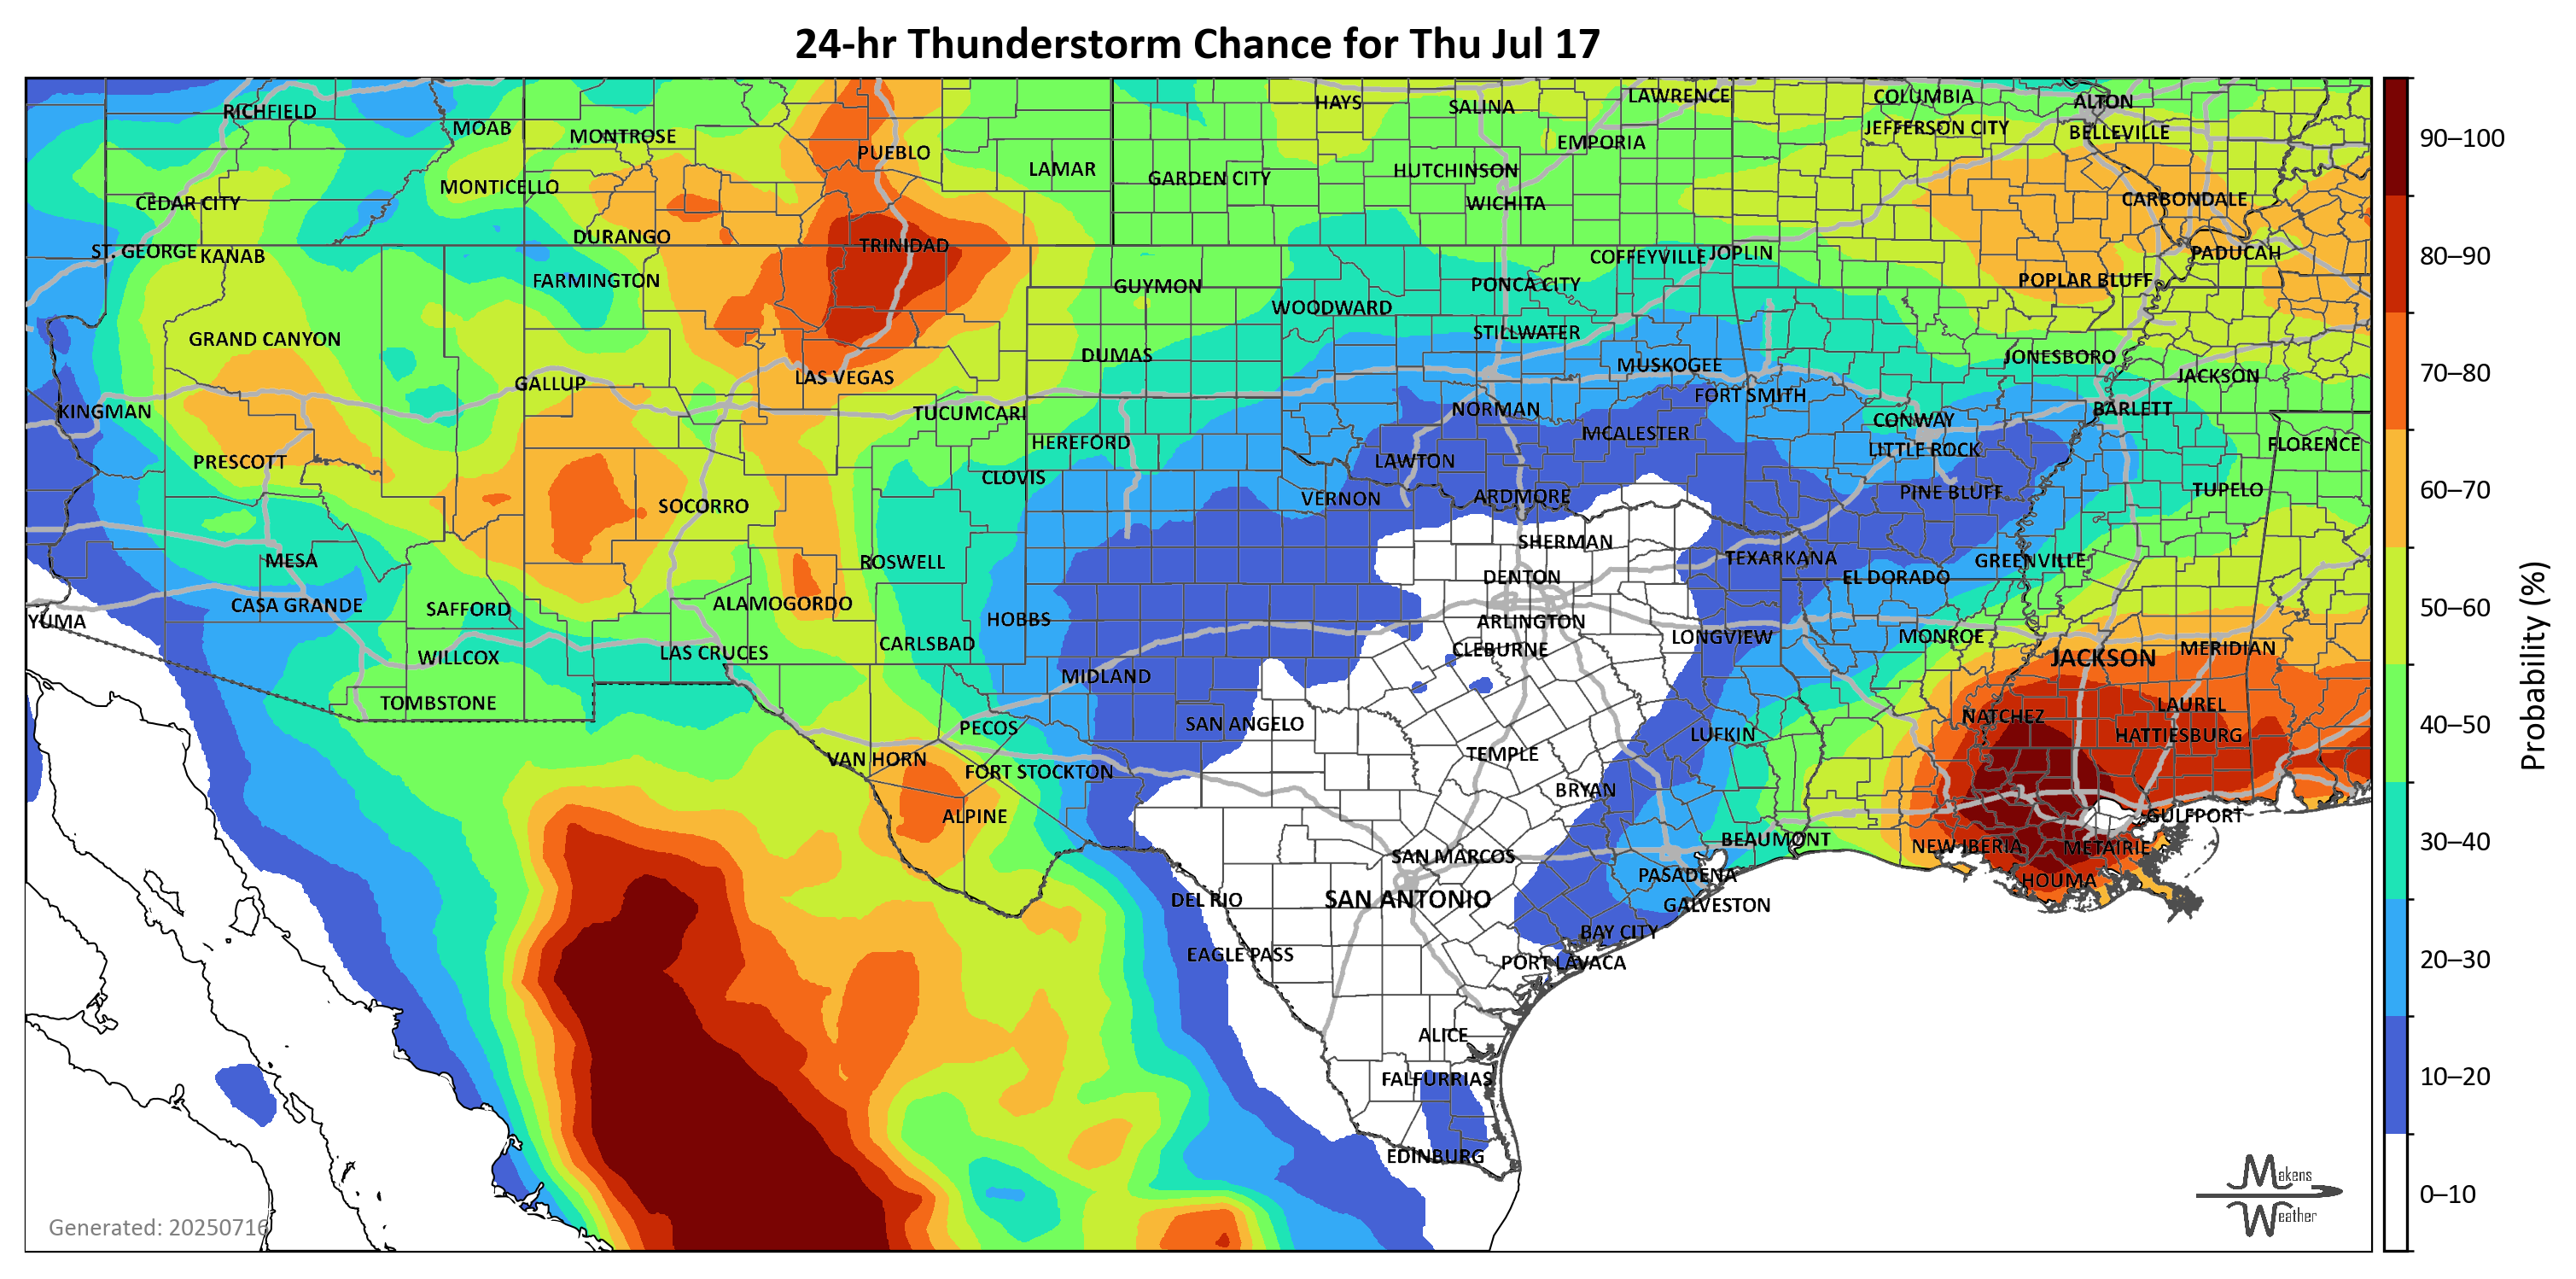 24-hr Thunderstorm Chance for Thu Jul 17
RICHFIELD
MOAB
MONTROSE
PUEBLO
LAMAR
HAYS
SALINA
LAWRENCE
COLUMBIA
ALTON
EMPORIA
JEFFERSON CITY
BELLEVILLE
CEDAR CITY
MONTICELLO
GARDEN CITY
HUTCHINSON
WICHITA
CARBONDALE
ST. GEORGE
KANAB
DURANGO
TRINIDAD
COFFEYVILLE
JOPLIN
PADUCAH
FARMINGTON
GUYMON
WOODWARD
PONCA CITY
POPLAR BLUFF
GRAND CANYON
DUMAS
STILLWATER
JONESBORO
GALLUP
LAS VEGAS
MUSKOGEE
JACKSON
KINGMAN
TUCUMCARI
NORMAN
FORT SMITH
CONWAY
BARLETT
PRESCOTT
HEREFORD
MCALESTER
LITTLE ROCK
FLORENCE
CLOVIS
LAWTON
SOCORRO
VERNON
ARDMORE
PINE BLUFF
TUPELO
MESA
ROSWELL
SHERMAN
TEXARKANA
GREENVILLE
CASA GRANDE
SAFFORD
ALAMOGORDO
DENTON
EL DORADO
YUMA
HOBBS
ARLINGTON
WILLCOX
LAS CRUCES
CARLSBAD
CLEBURNE
LONGVIEW
MONROE
JACKSON
MERIDIAN
TOMBSTONE
MIDLAND
PECOS
SAN ANGELO
LUFKIN
NATCHEZ
LAUREL
HATTIESBURG
VAN HORN
FORT STOCKTON
TEMPLE
BRYAN
ALPINE
GULFPORT
SAN MARCOS
BEAUMONT
NEW IBERIA
METAIRIE
PASADENA
HOUMA
DEL RIO
SAN ANTONIO
GALVESTON
BAY CITY
EAGLE PASS
PORT LAVACA
ALICE
FALFURRIAS
EDINBURG
Generated: 20250716
Makens
Weather
90–100
80–90
70–80
60–70
50–60
40–50
30–40
20–30
10–20
0–10
Probability (%)